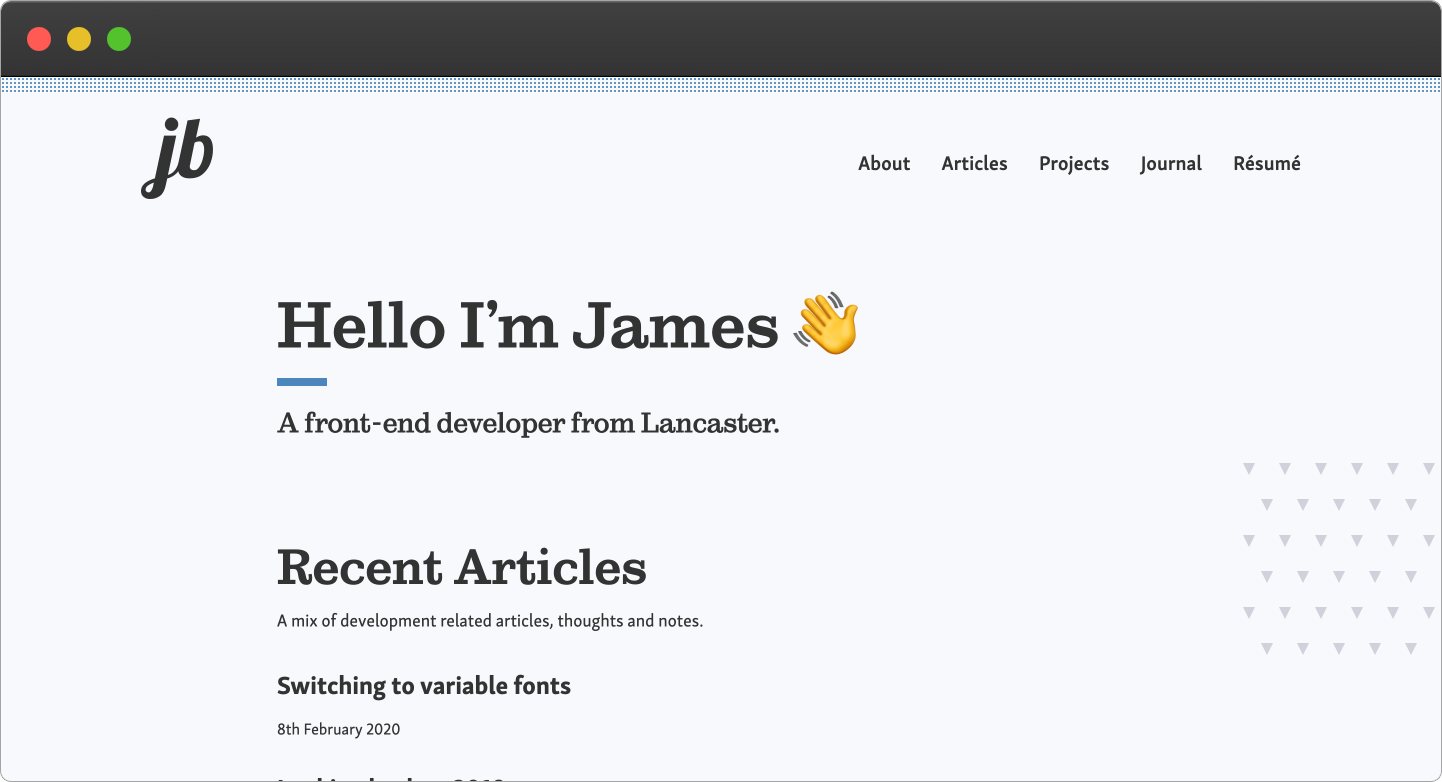 jb
About Articles Projects Journal Résumé
Hello I’m James 👋
A front-end developer from Lancaster.
Recent Articles
A mix of development related articles, thoughts and notes.
Switching to variable fonts
8th February 2020